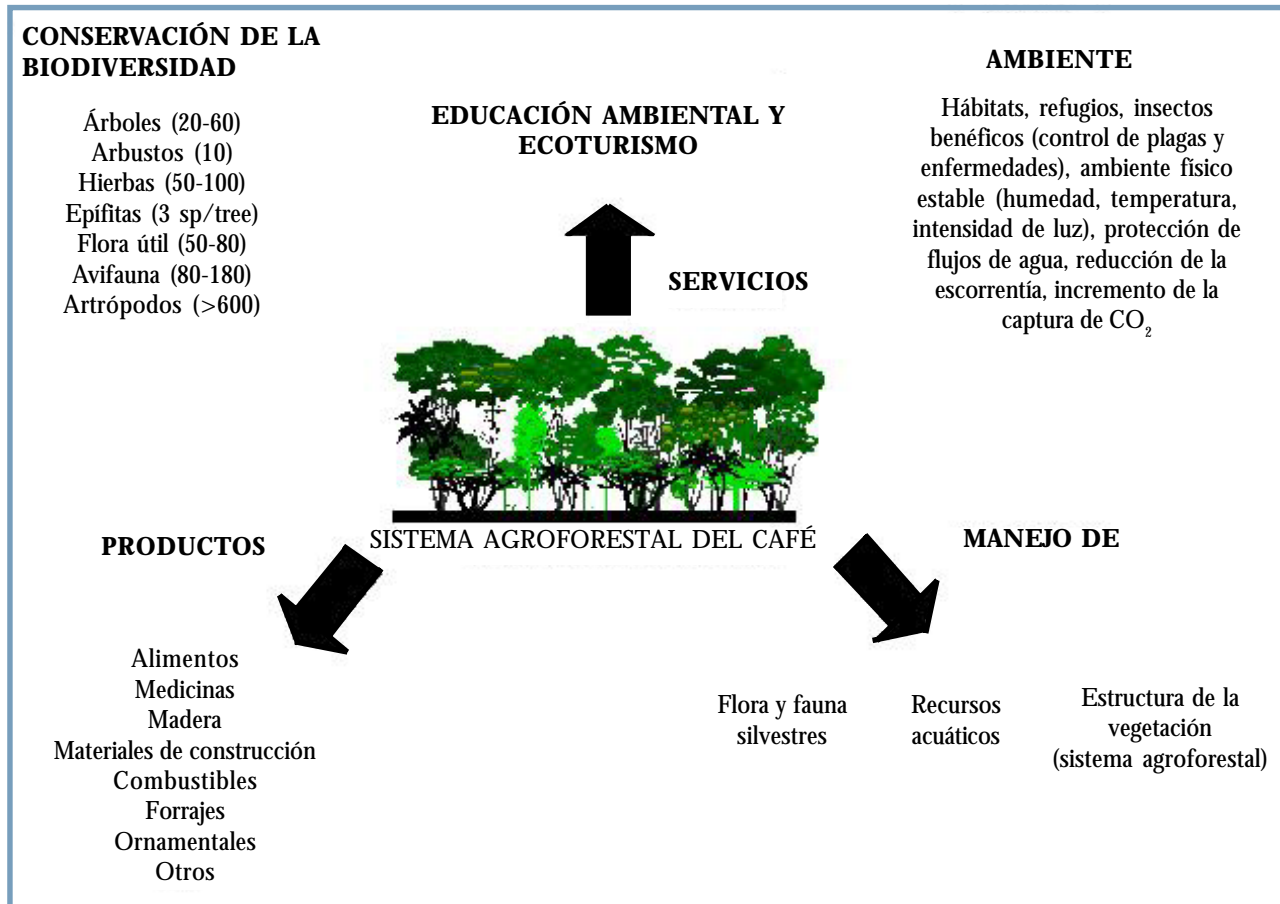 CONSERVACIÓN DE LA
BIODIVERSIDAD
Árboles (20-60)
Arbustos (10)
Hierbas (50-100)
Epífitas (3 sp/tree)
Flora útil (50-80)
Avifauna (80-180)
Artrópodos (>600)
EDUCACIÓN AMBIENTAL Y
ECOTURISMO
AMBIENTE
Hábitats, refugios, insectos
benéficos (control de plagas y
enfermedades), ambiente físico
estable (humedad, temperatura,
intensidad de luz), protección de
flujos de agua, reducción de la
escorrentía, incremento de la
captura de CO₂
SERVICIOS
SISTEMA AGROFORESTAL DEL CAFÉ
PRODUCTOS
Alimentos
Medicinas
Madera
Materiales de construcción
Combustibles
Forrajes
Ornamentales
Otros
MANEJO DE
Flora y fauna
silvestres
Recursos
acuáticos
Estructura de la
vegetación
(sistema agroforestal)